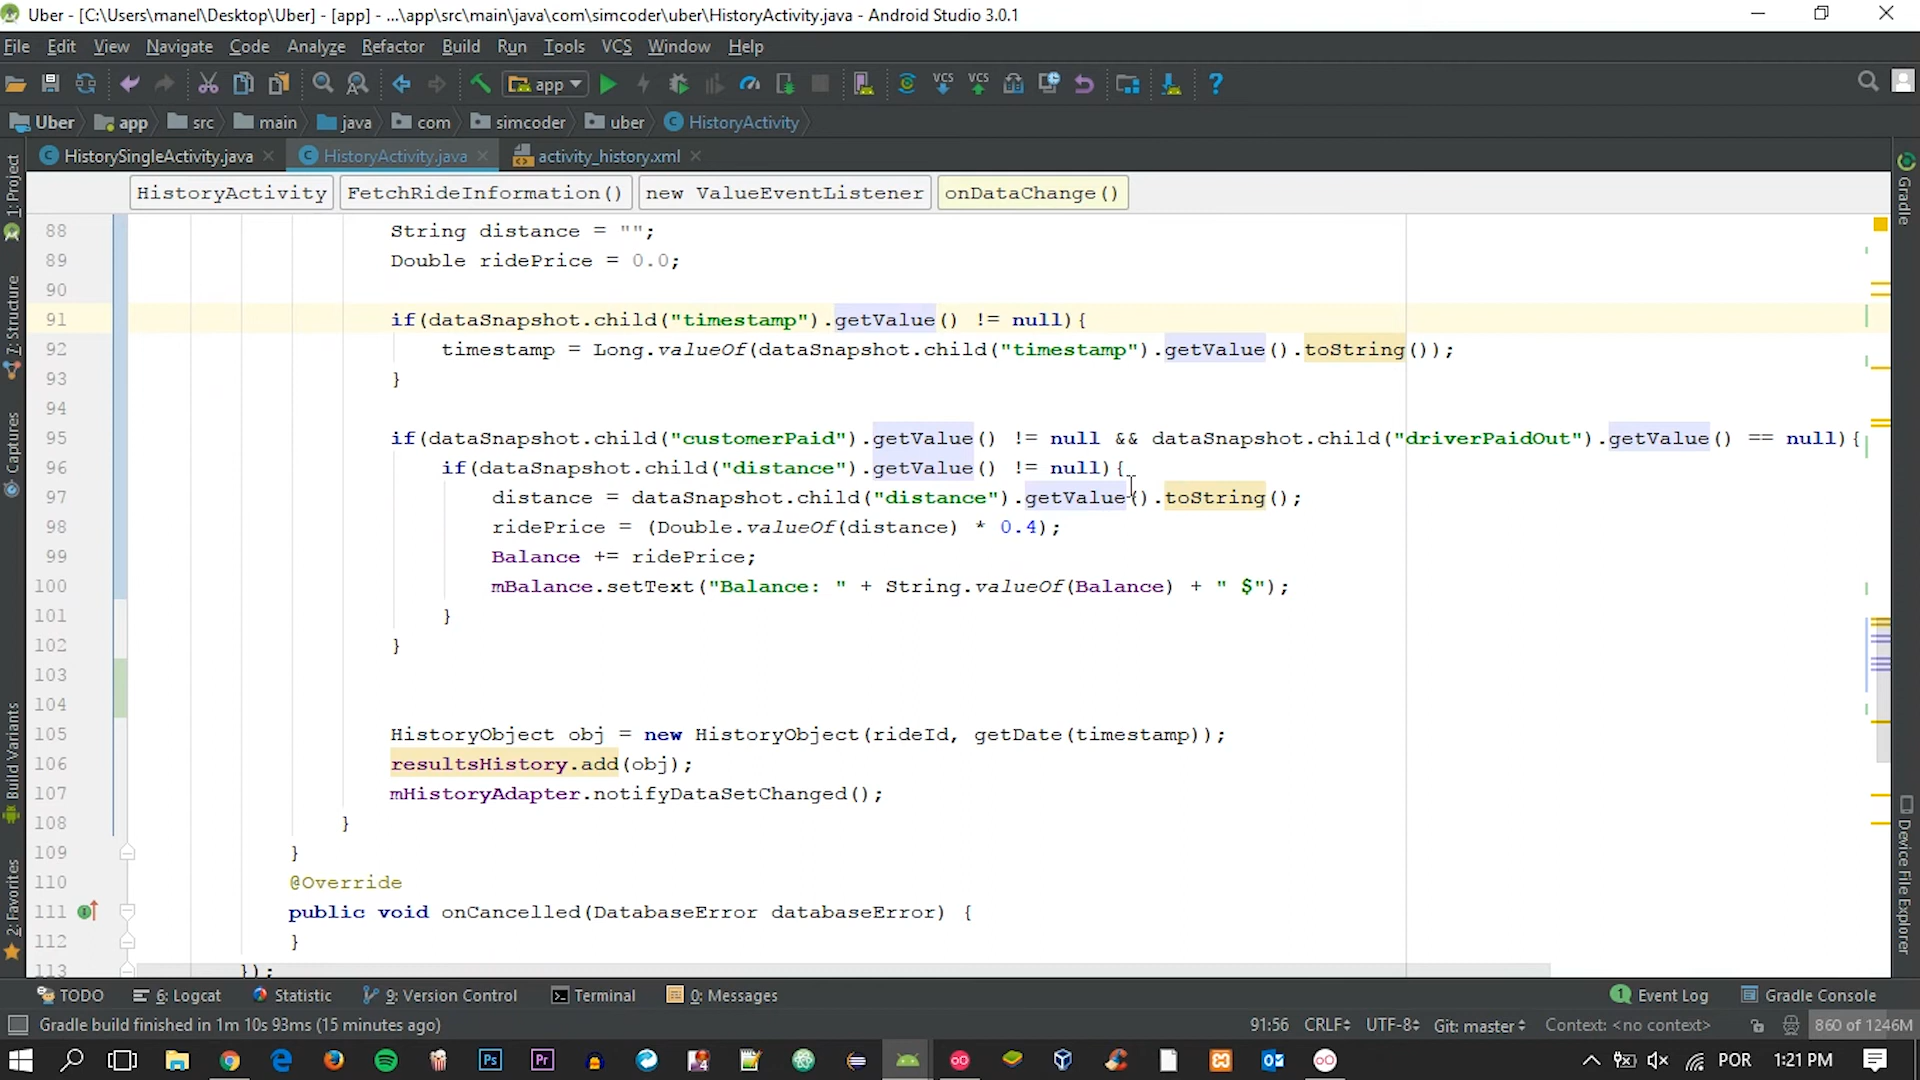 Uber - [C:\Users\manel\Desktop\Uber] - [app] - ...\app\src\main\java\com\simcoder\uber\HistoryActivity.java - Android Studio 3.0.1
File Edit View Navigate Code Analyze Refactor Build Run Tools VCS Window Help
app VCS VCS ?
Uber app src main java com simcoder uber HistoryActivity
HistorySingleActivity.java HistoryActivity.java activity_history.xml
HistoryActivity FetchRideInformation() new ValueEventListener onDataChange()
1: Project
7: Structure
Captures
Build Variants
2: Favorites
Gradle
Device File Explorer
88 String distance = "";
89 Double ridePrice = 0.0;
90
91 if(dataSnapshot.child("timestamp").getValue() != null){
92 timestamp = Long.valueOf(dataSnapshot.child("timestamp").getValue().toString());
93 }
94
95 if(dataSnapshot.child("customerPaid").getValue() != null && dataSnapshot.child("driverPaidOut").getValue() == null){
96 if(dataSnapshot.child("distance").getValue() != null){
97 distance = dataSnapshot.child("distance").getValue().toString();
98 ridePrice = (Double.valueOf(distance) * 0.4);
99 Balance += ridePrice;
100 mBalance.setText("Balance: " + String.valueOf(Balance) + " $");
101 }
102 }
103
104
105 HistoryObject obj = new HistoryObject(rideId, getDate(timestamp));
106 resultsHistory.add(obj);
107 mHistoryAdapter.notifyDataSetChanged();
108 }
109 }
110 @Override
111 public void onCancelled(DatabaseError databaseError) {
112 }
113 });
TODO 6: Logcat Statistic 9: Version Control Terminal 0: Messages 1 Event Log Gradle Console
Gradle build finished in 1m 10s 93ms (15 minutes ago) 91:56 CRLF UTF-8 Git: master Context: <no context> 860 of 1246M
Ps Pr POR 1:21 PM